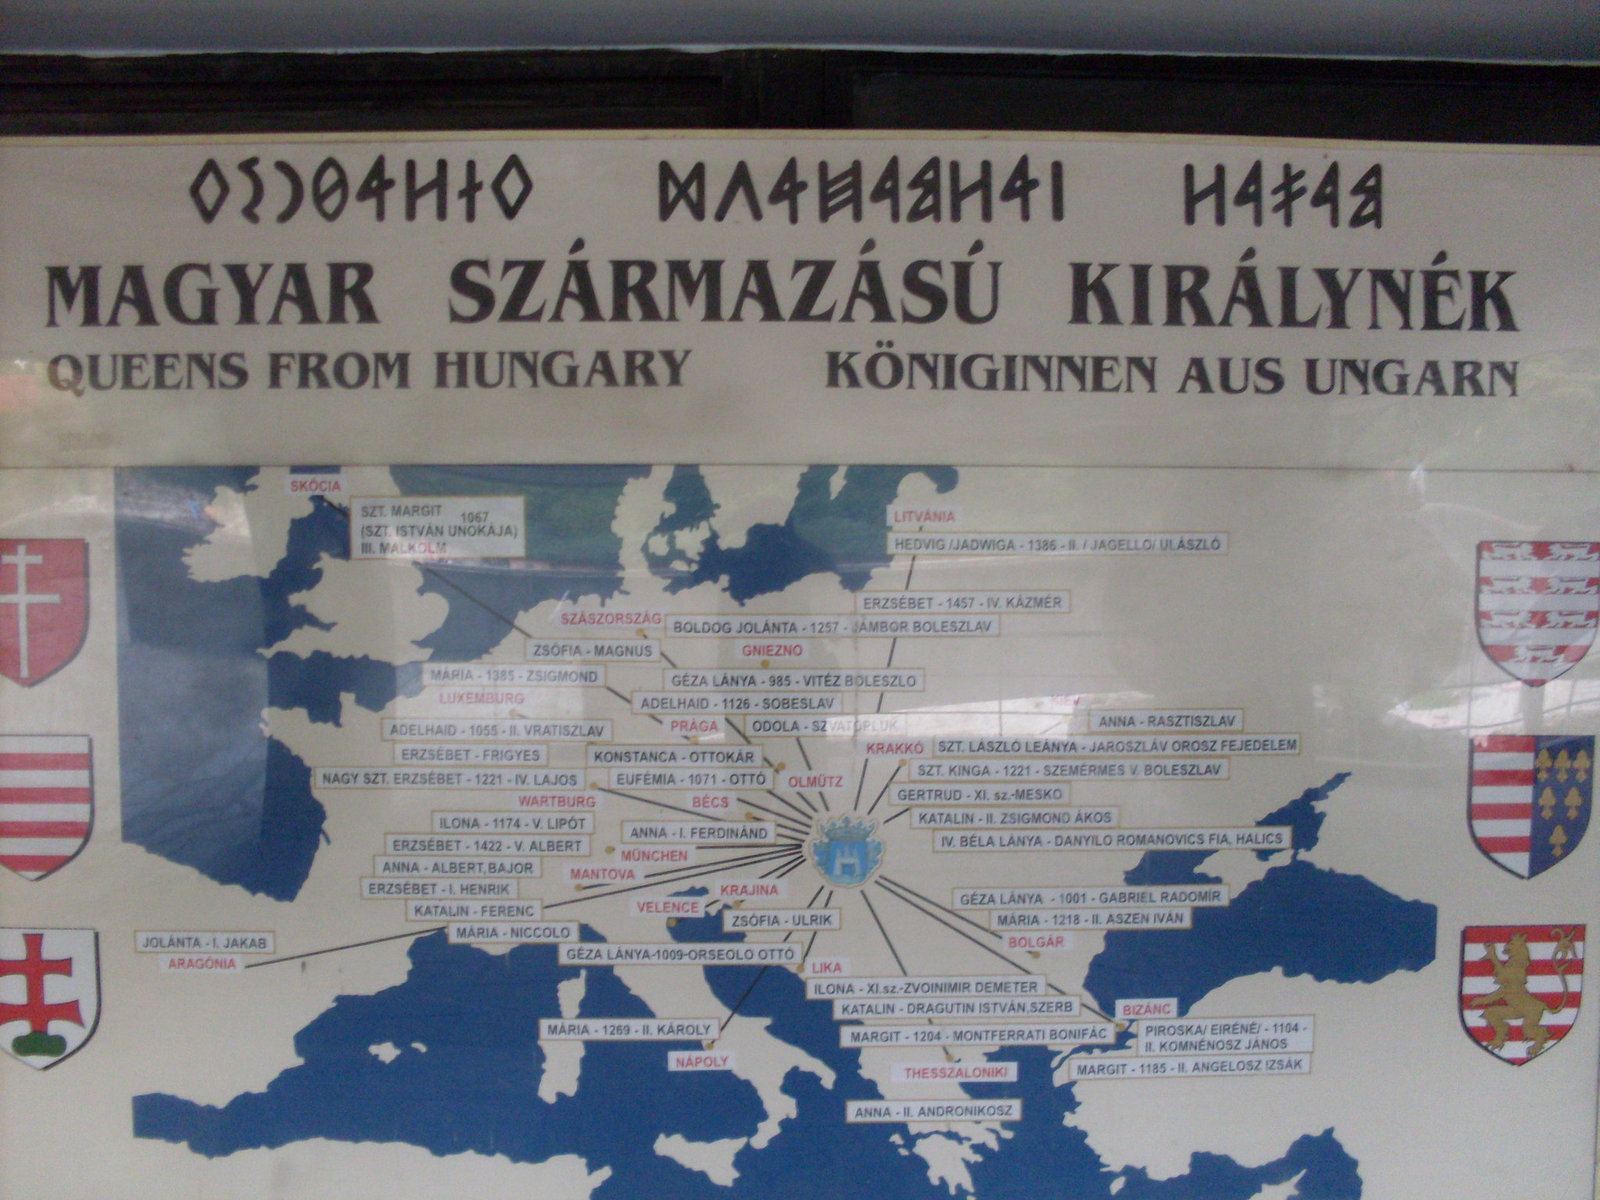 𐲘𐲀𐲎𐲀𐲢 𐲥𐲁𐲢𐲘𐲀𐲯𐲁𐲤𐲫 𐲓𐲐𐲢𐲁𐲗𐲙𐲋𐲓
MAGYAR SZÁRMAZÁSÚ KIRÁLYNÉK
QUEENS FROM HUNGARY KÖNIGINNEN AUS UNGARN
SKÓCIA
SZT. MARGIT 1067
(SZT. ISTVÁN UNOKÁJA)
III. MALKOLM
LITVÁNIA
HEDVIG /JADWIGA - 1386 - II. / JAGELLO/ ULÁSZLÓ
ERZSÉBET - 1457 - IV. KÁZMÉR
SZÁSZORSZÁG
BOLDOG JOLÁNTA - 1257 - JÁMBOR BOLESZLAV
ZSÓFIA - MAGNUS
GNIEZNO
MÁRIA - 1385 - ZSIGMOND
GÉZA LÁNYA - 985 - VITÉZ BOLESZLO
LUXEMBURG
ADELHAID - 1126 - SOBESLAV
KIEV
ADELHAID - 1055 - II. VRATISZLAV
PRÁGA
ODOLA - SZVATOPLUK
ANNA - RASZTISZLAV
ERZSÉBET - FRIGYES
KONSTANCA - OTTOKÁR
KRAKKÓ
SZT. LÁSZLÓ LEÁNYA - JAROSZLÁV OROSZ FEJEDELEM
NAGY SZT. ERZSÉBET - 1221 - IV. LAJOS
EUFÉMIA - 1071 - OTTÓ
OLMÜTZ
SZT. KINGA - 1221 - SZEMÉRMES V. BOLESZLAV
WARTBURG
BÉCS
GERTRUD - XI. sz.-MESKO
ILONA - 1174 - V. LIPÓT
ANNA - I. FERDINÁND
KATALIN - II. ZSIGMOND ÁKOS
ERZSÉBET - 1422 - V. ALBERT
MÜNCHEN
IV. BÉLA LÁNYA - DANYILO ROMANOVICS FIA, HALICS
ANNA - ALBERT,BAJOR
MANTOVA
ERZSÉBET - I. HENRIK
KRAJINA
GÉZA LÁNYA - 1001 - GABRIEL RADOMÍR
KATALIN - FERENC
VELENCE
ZSÓFIA - ULRIK
MÁRIA - 1218 - II. ASZEN IVÁN
MÁRIA - NICCOLO
BOLGÁR
JOLÁNTA - I. JAKAB
ARAGÓNIA
GÉZA LÁNYA-1009-ORSEOLO OTTÓ
LIKA
ILONA - XI.sz.-ZVOINIMIR DEMETER
KATALIN - DRAGUTIN ISTVÁN,SZERB
BIZÁNC
MÁRIA - 1269 - II. KÁROLY
MARGIT - 1204 - MONTFERRATI BONIFÁC
PIROSKA/ EIRÉNÉ/ - 1104 -
II. KOMNÉNOSZ JÁNOS
NÁPOLY
THESSZALONIKI
MARGIT - 1185 - II. ANGELOSZ IZSÁK
ANNA - II. ANDRONIKOSZ